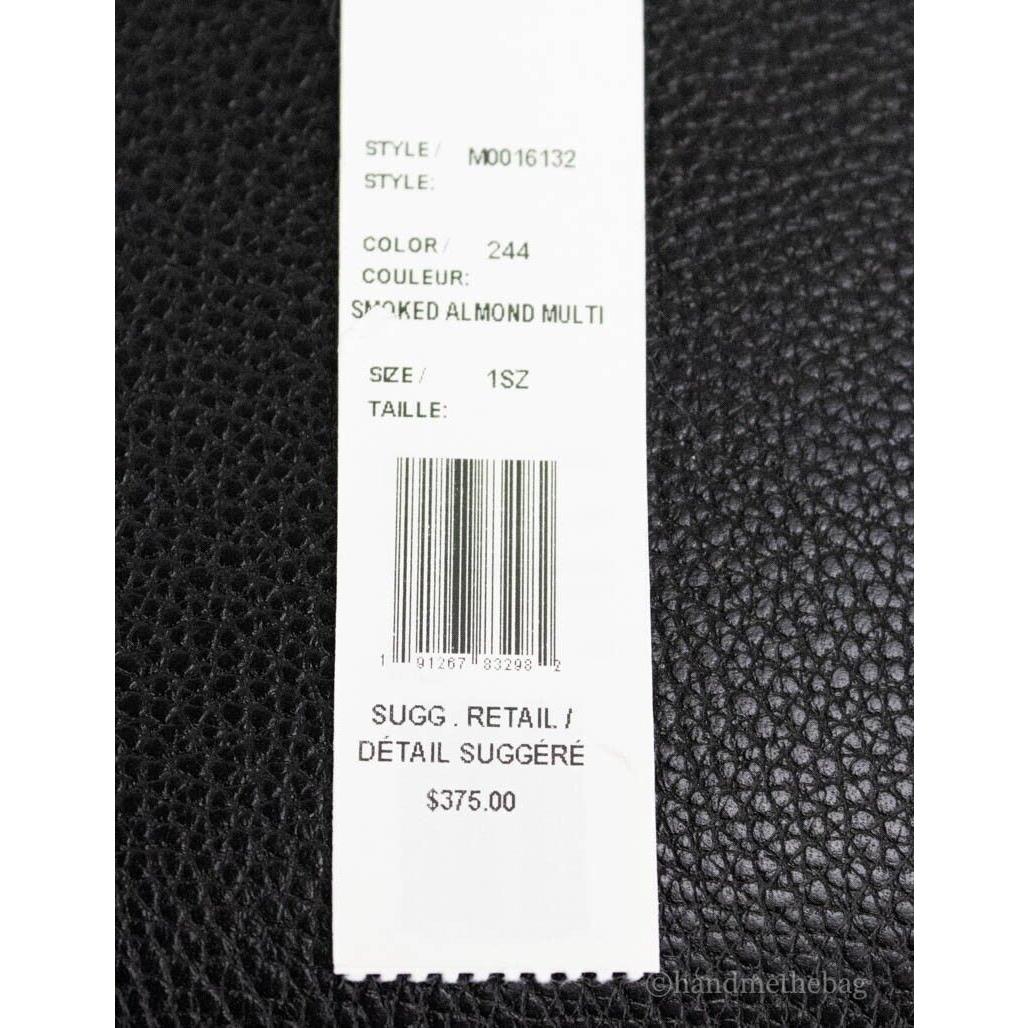 STYLE / M0016132
STYLE:
COLOR / 244
COULEUR:
SMOKED ALMOND MULTI
SIZE / 1SZ
TAILLE:
1 91267 83298 2
SUGG . RETAIL /
DÉTAIL SUGGÉRÉ
$375.00
©handmethebag